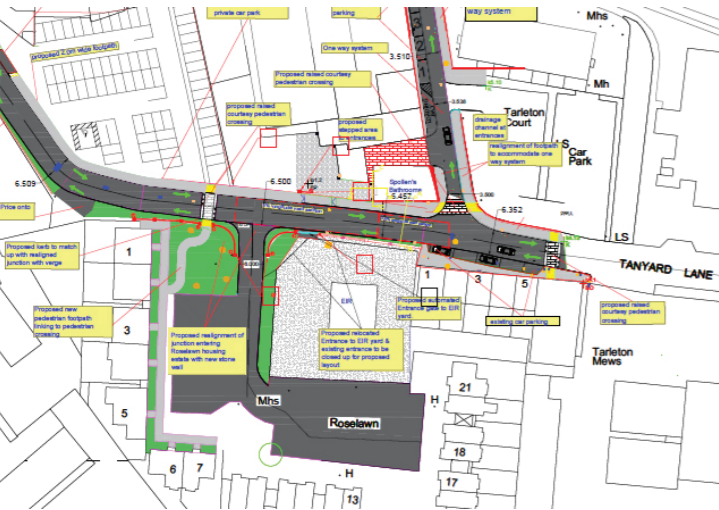 private car park
parking
way system
Mhs
proposed 2.0m wide footpath
One way system
3.510
Proposed raised courtesy
pedestrian crossing
Mh
proposed raised
courtesy pedestrian
crossing
proposed
stepped area
to entrances
3.538
Tarleton
Court
drainage
channel at
entrances
LS
Car
Park
realignment of footpath
to accommodate one
way system
6.509
6.500
Spollen's
Bathrooms
5.457
3.500
6.352
Price onto
LS
TANYARD LANE
Proposed kerb to match
up with realigned
junction with verge
1
EIR
1
3
5
Proposed automated
Entrance gate to EIR
yard.
existing car parking
proposed raised
courtesy pedestrian
crossing
Proposed new
pedestrian footpath
linking to pedestrian
crossing
3
Proposed realignment of
junction entering
Roselawn housing
estate with new stone
wall
Proposed relocated
Entrance to EIR yard &
existing entrance to be
closed up for proposed
layout
Tarleton
Mews
21
Mhs
H
5
Roselawn
18
6
7
H
17
13